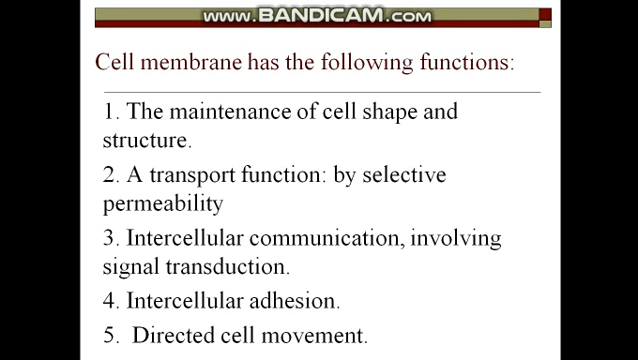 www.BANDICAM.com
Cell membrane has the following functions:
1. The maintenance of cell shape and
structure.
2. A transport function: by selective
permeability
3. Intercellular communication, involving
signal transduction.
4. Intercellular adhesion.
5. Directed cell movement.